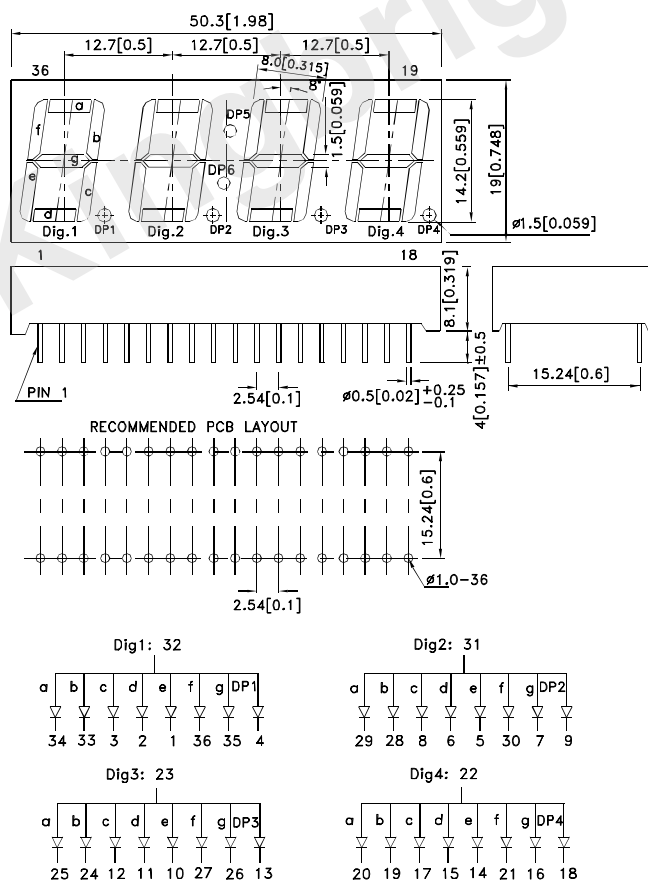 50.3[1.98]
12.7[0.5] 12.7[0.5] 12.7[0.5]
8.0[0.315]
36 8° 19
a
f b DP5
g
1.5[0.059]
14.2[0.559]
19[0.748]
e c DP6
d
Dig.1 DP1 Dig.2 DP2 Dig.3 DP3 Dig.4 DP4
ø1.5[0.059]
1 18
8.1[0.319]
4[0.157]±0.5
PIN 1
2.54[0.1]
ø0.5[0.02]+0.25 −0.1
15.24[0.6]
RECOMMENDED PCB LAYOUT
15.24[0.6]
ø1.0-36
2.54[0.1]
Dig1: 32
a b c d e f g DP1
34 33 3 2 1 36 35 4
Dig2: 31
a b c d e f g DP2
29 28 8 6 5 30 7 9
Dig3: 23
a b c d e f g DP3
25 24 12 11 10 27 26 13
Dig4: 22
a b c d e f g DP4
20 19 17 15 14 21 16 18
Kingbrig